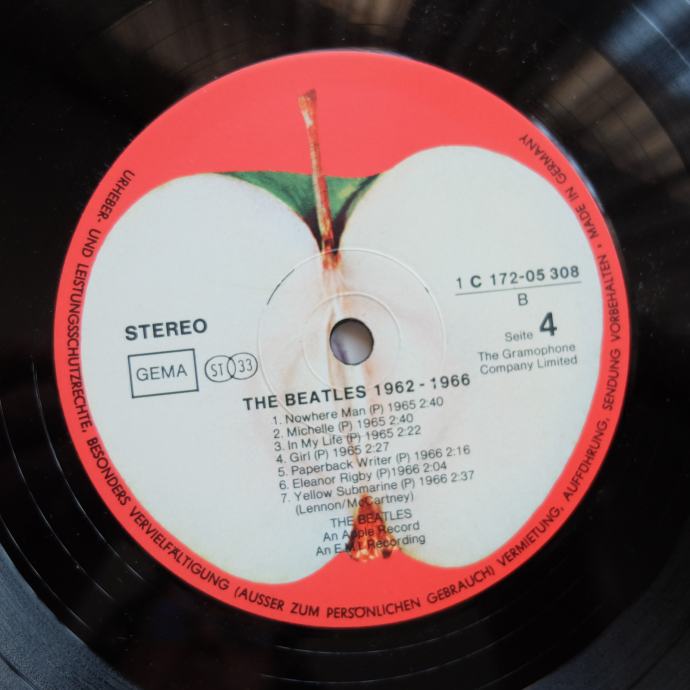 URHEBER- UND LEISTUNGSSCHUTZRECHTE, BESONDERS VERVIELFÄLTIGUNG (AUSSER ZUM PERSÖNLICHEN GEBRAUCH) VERMIETUNG, AUFFÜHRUNG, SENDUNG VORBEHALTEN • MADE IN GERMANY
1 C 172-05 308
B
STEREO
Seite 4
GEMA
ST 33
The Gramophone
Company Limited
THE BEATLES 1962 - 1966
1. Nowhere Man (P) 1965 2:40
2. Michelle (P) 1965 2:40
3. In My Life (P) 1965 2:22
4. Girl (P) 1965 2:27
5. Paperback Writer (P) 1966 2:16
6. Eleanor Rigby (P)1966 2:04
7. Yellow Submarine (P) 1966 2:37
(Lennon/McCartney)
THE BEATLES
An Apple Record
An E.M.I. Recording